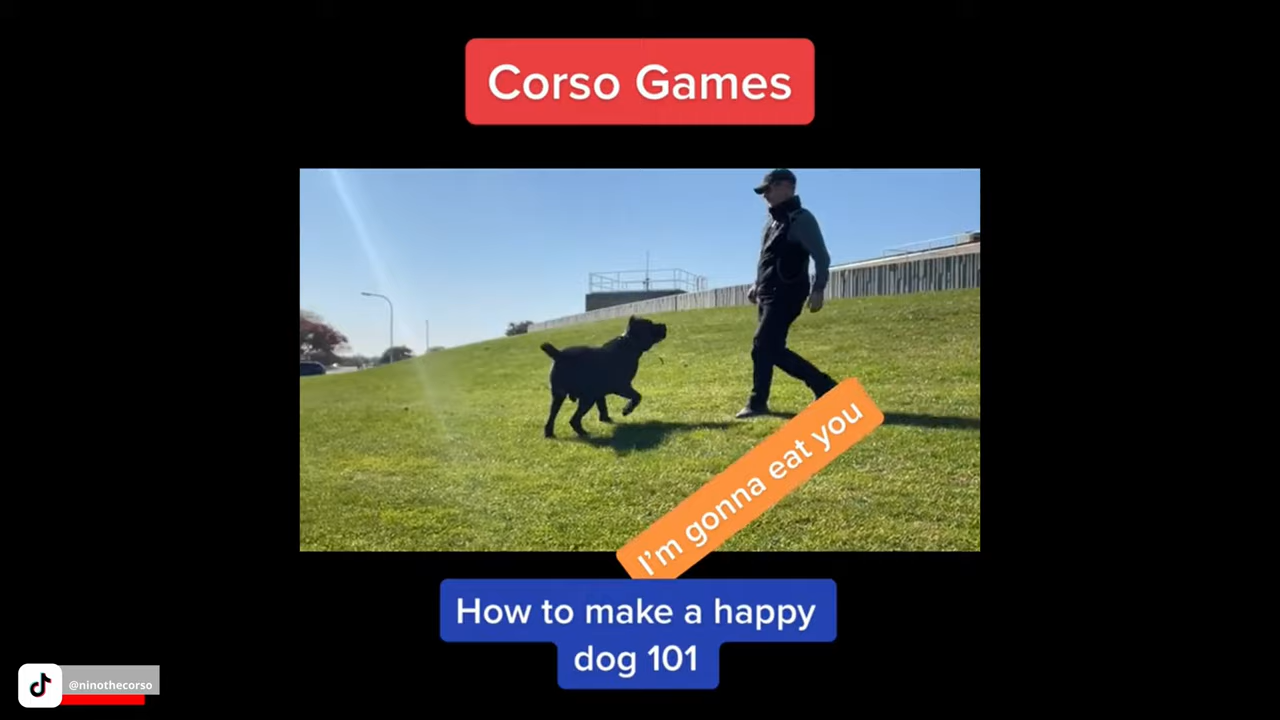 Corso Games
I'm gonna eat you
How to make a happy
dog 101
@ninothecorso